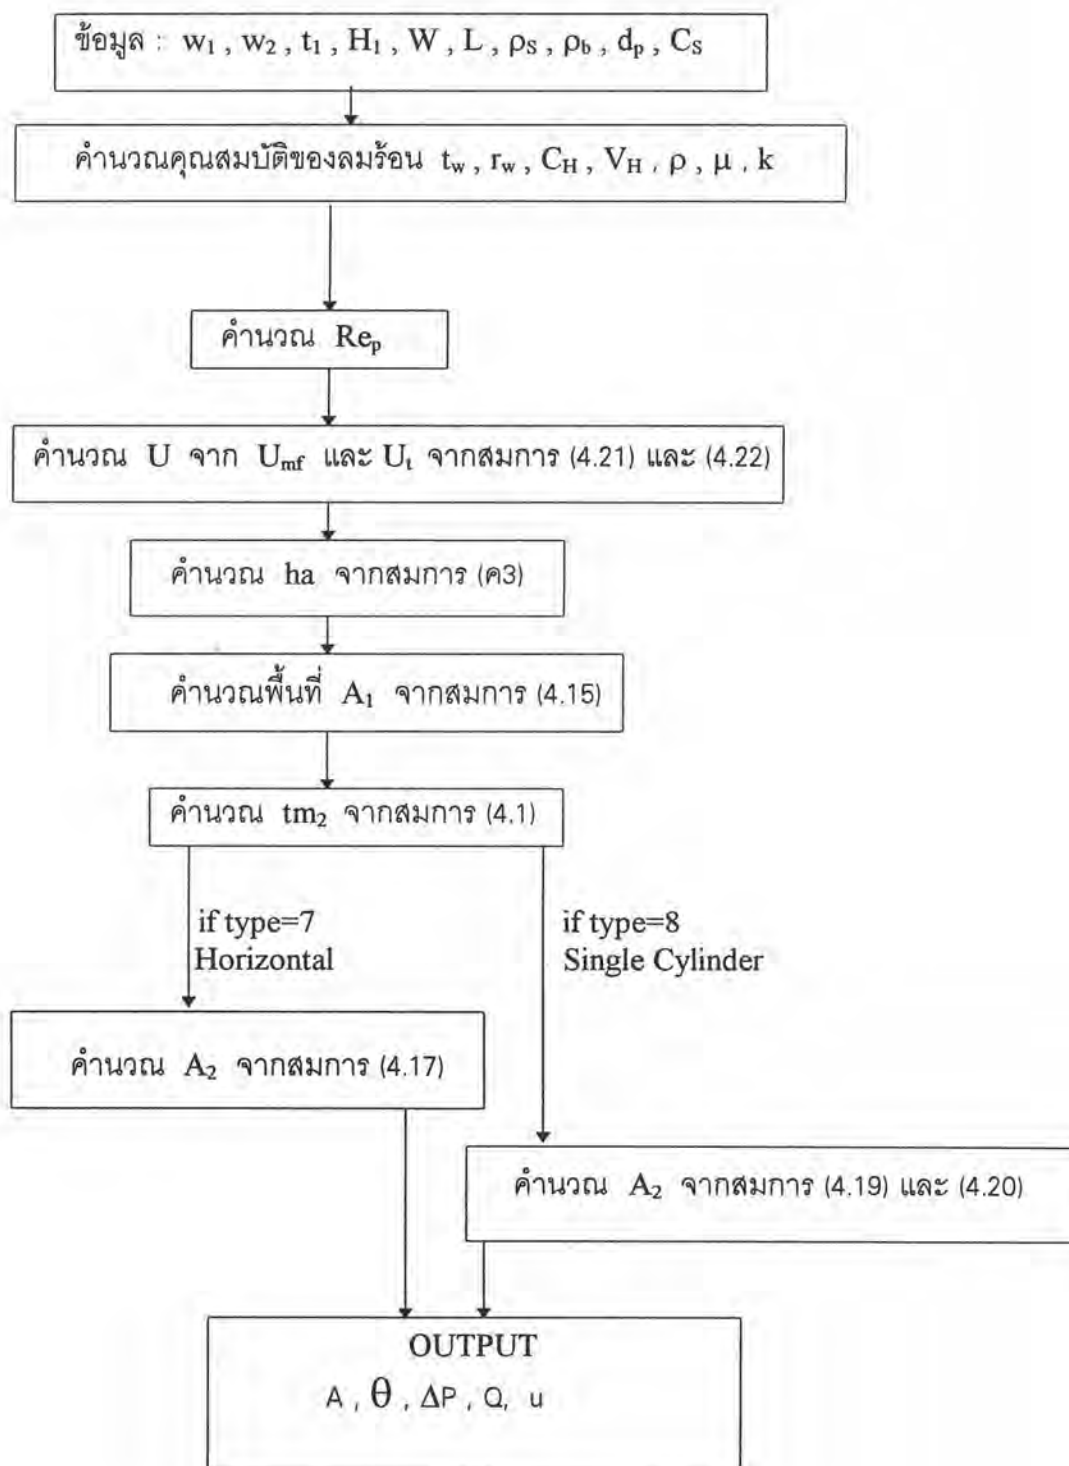 ข้อมูล : w₁ , w₂ , t₁ , H₁ , W , L , ρₛ , ρb , dₚ , Cₛ
คำนวณคุณสมบัติของลมร้อน t_w , r_w , C_H , V_H , ρ , μ , k
คำนวณ Reₚ
คำนวณ U จาก U_mf และ U_t จากสมการ (4.21) และ (4.22)
คำนวณ ha จากสมการ (ค3)
คำนวณพื้นที่ A₁ จากสมการ (4.15)
คำนวณ tm₂ จากสมการ (4.1)
if type=7
Horizontal
if type=8
Single Cylinder
คำนวณ A₂ จากสมการ (4.17)
คำนวณ A₂ จากสมการ (4.19) และ (4.20)
OUTPUT
A , θ , ΔP , Q, u